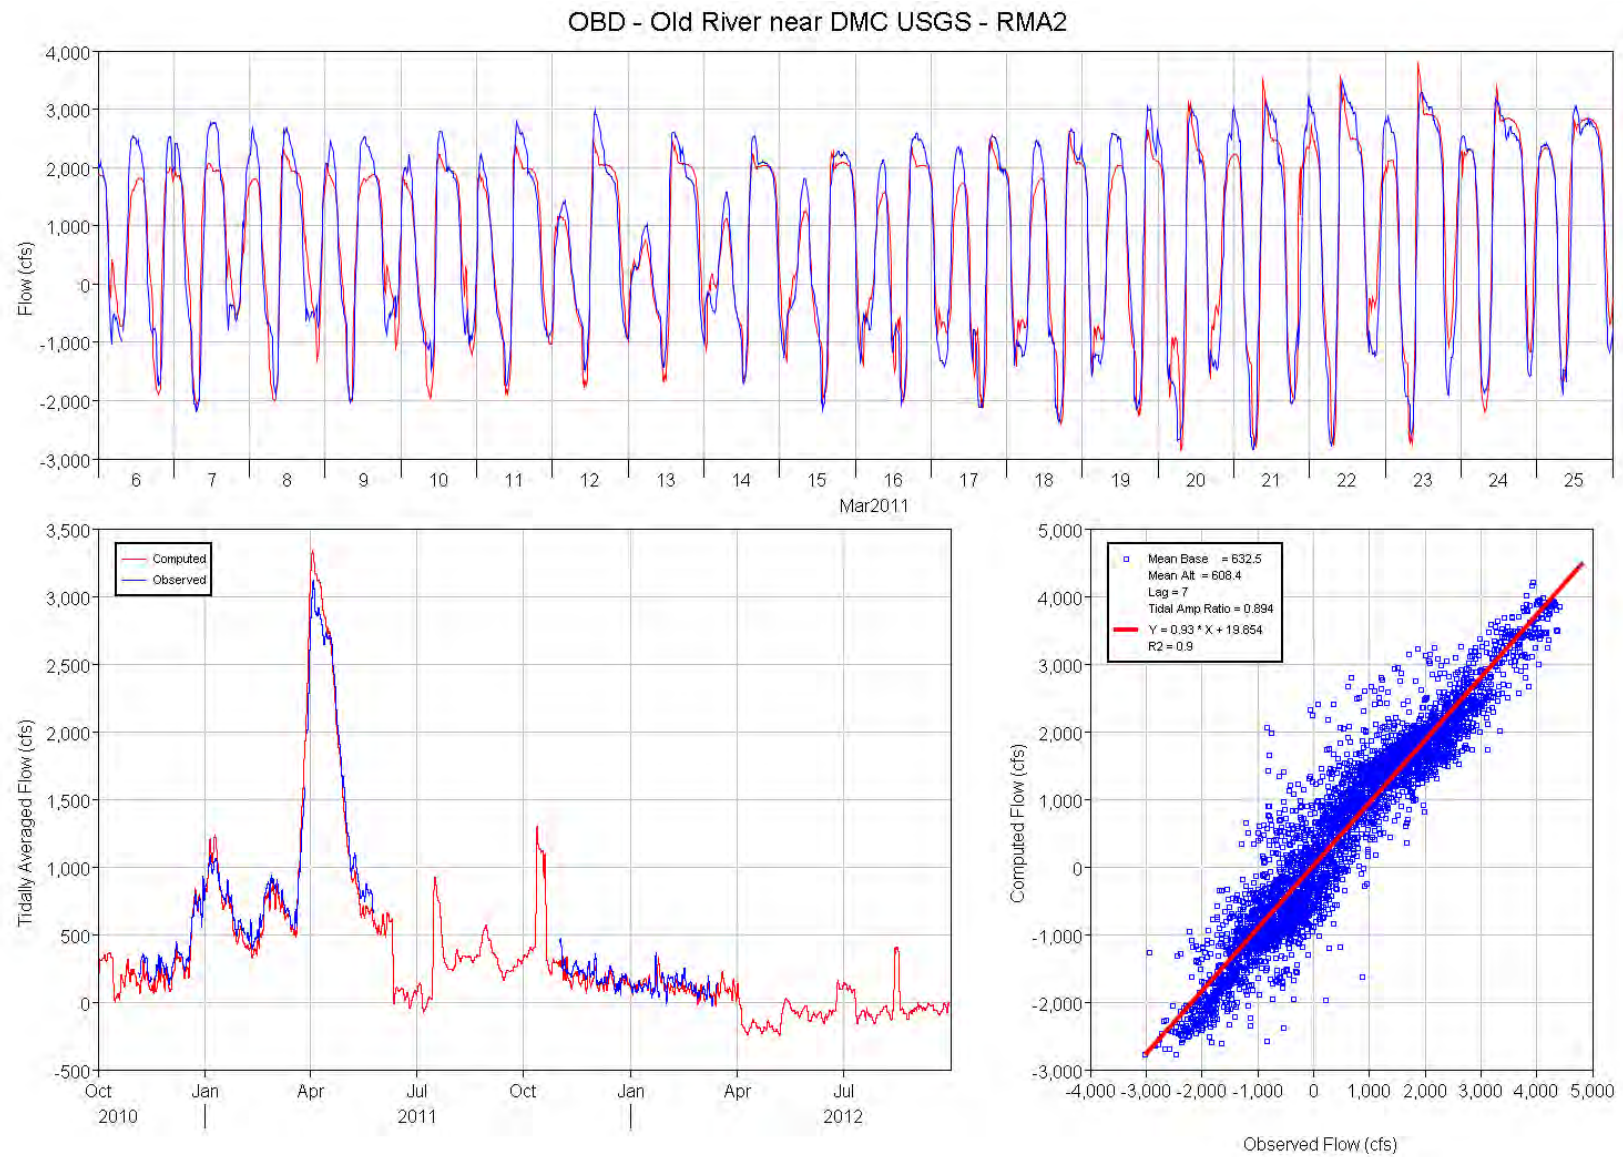 OBD - Old River near DMC USGS - RMA2
4,000
3,000
2,000
1,000
0
-1,000
-2,000
-3,000
Flow (cfs)
6 7 8 9 10 11 12 13 14 15 16 17 18 19 20 21 22 23 24 25
Mar2011
3,500
3,000
2,500
2,000
1,500
1,000
500
0
-500
Tidally Averaged Flow (cfs)
Computed
Observed
Oct Jan Apr Jul Oct Jan Apr Jul
2010 2011 2012
5,000
4,000
3,000
2,000
1,000
0
-1,000
-2,000
-3,000
Computed Flow (cfs)
Mean Base = 632.5
Mean Alt = 608.4
Lag = 7
Tidal Amp Ratio = 0.894
Y = 0.93 * X + 19.854
R2 = 0.9
-4,000 -3,000 -2,000 -1,000 0 1,000 2,000 3,000 4,000 5,000
Observed Flow (cfs)